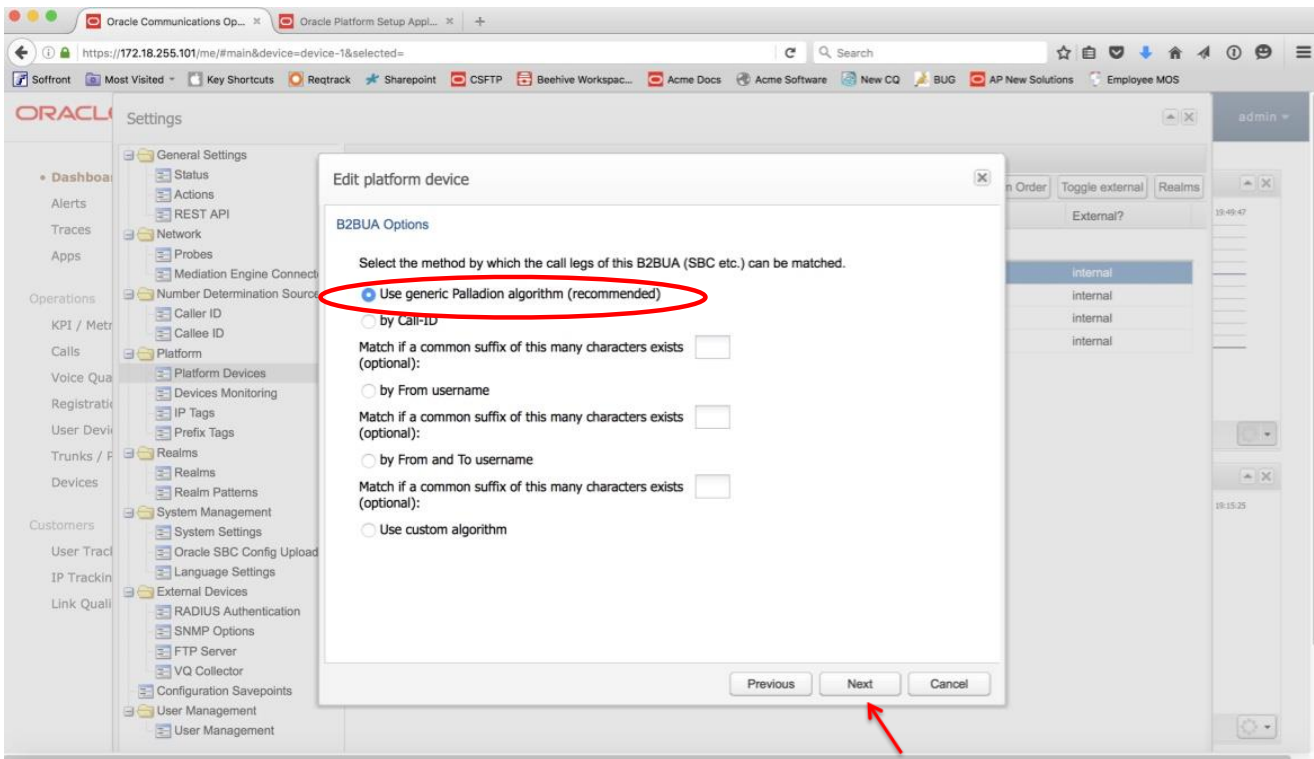 Oracle Communications Op...
Oracle Platform Setup Appl...
https://172.18.255.101/me/#main&device=device-1&selected=
Search
Soffront
Most Visited
Key Shortcuts
Reqtrack
Sharepoint
CSFTP
Beehive Workspac...
Acme Docs
Acme Software
New CQ
BUG
AP New Solutions
Employee MOS
ORACL
Settings
admin
• Dashboa
Alerts
Traces
Apps
Operations
KPI / Metr
Calls
Voice Qua
Registrati
User Devi
Trunks / P
Devices
Customers
User Tracl
IP Trackin
Link Quali
General Settings
Status
Actions
REST API
Network
Probes
Mediation Engine Connect
Number Determination Source
Caller ID
Callee ID
Platform
Platform Devices
Devices Monitoring
IP Tags
Prefix Tags
Realms
Realms
Realm Patterns
System Management
System Settings
Oracle SBC Config Upload
Language Settings
External Devices
RADIUS Authentication
SNMP Options
FTP Server
VQ Collector
Configuration Savepoints
User Management
User Management
Edit platform device
B2BUA Options
Select the method by which the call legs of this B2BUA (SBC etc.) can be matched.
Use generic Palladion algorithm (recommended)
by Call-ID
Match if a common suffix of this many characters exists
(optional):
by From username
Match if a common suffix of this many characters exists
(optional):
by From and To username
Match if a common suffix of this many characters exists
(optional):
Use custom algorithm
Previous
Next
Cancel
n Order
Toggle external
Realms
External?
internal
internal
internal
internal
19:49:47
19:15:25